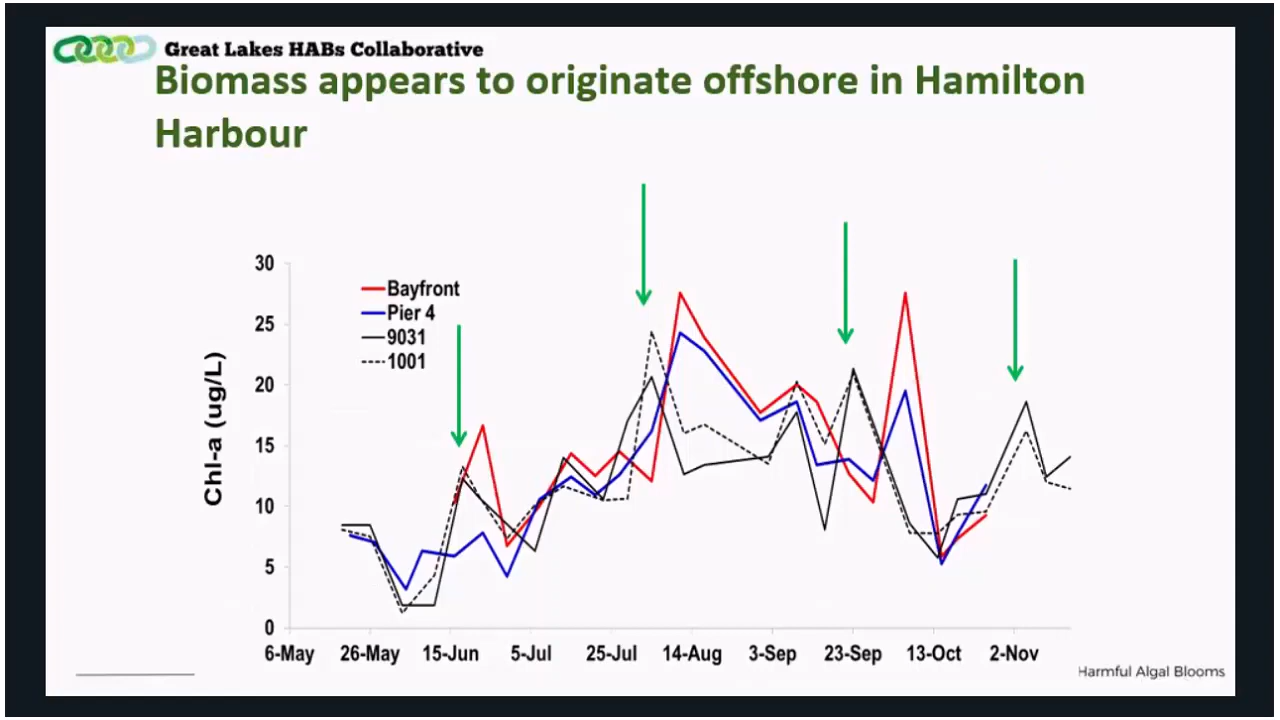 Great Lakes HABs Collaborative
Biomass appears to originate offshore in Hamilton
Harbour
30
25
20
15
10
5
0
Chl-a (ug/L)
Bayfront
Pier 4
9031
1001
6-May 26-May 15-Jun 5-Jul 25-Jul 14-Aug 3-Sep 23-Sep 13-Oct 2-Nov
Harmful Algal Blooms